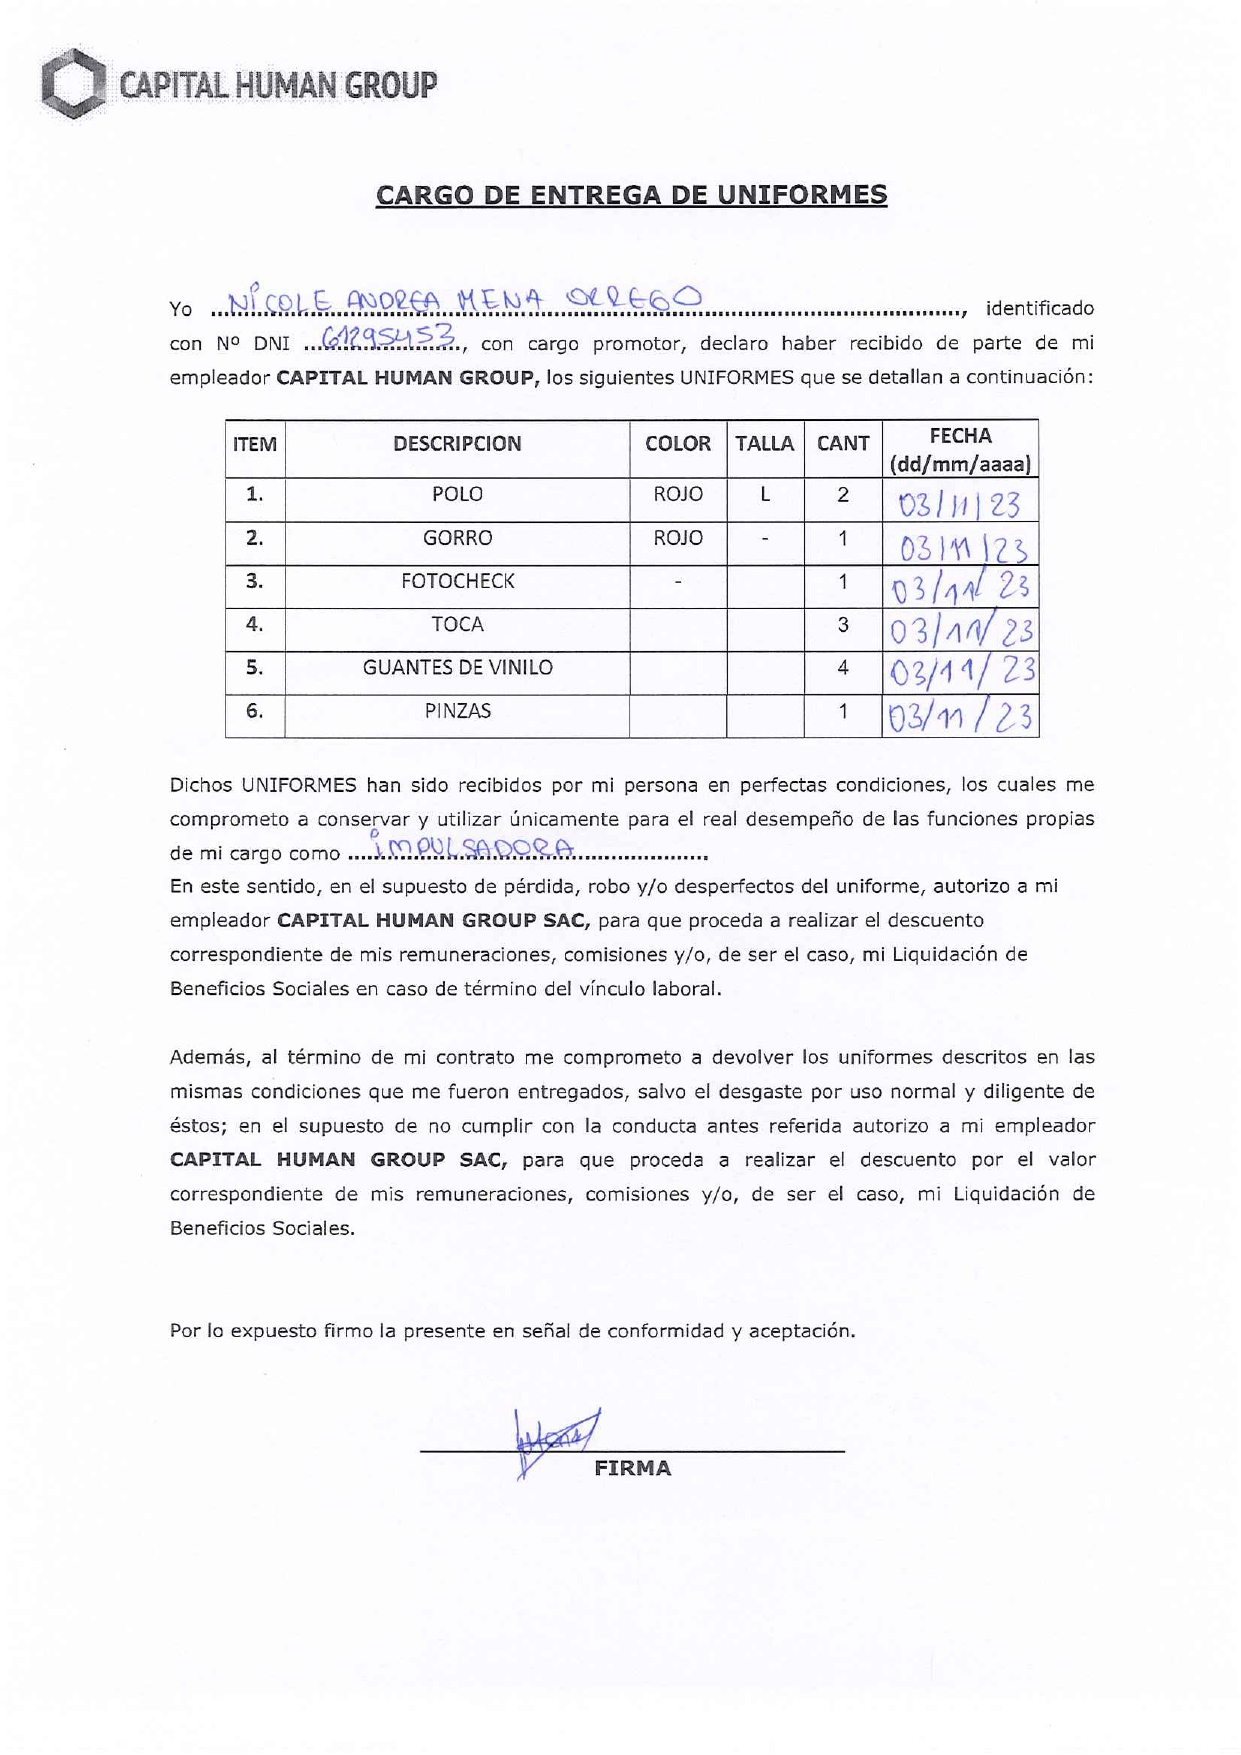 CAPITAL HUMAN GROUP
CARGO DE ENTREGA DE UNIFORMES
Yo ...NICOLE ANDREA MENA ORREGO..., identificado
con Nº DNI ...61295453..., con cargo promotor, declaro haber recibido de parte de mi
empleador CAPITAL HUMAN GROUP, los siguientes UNIFORMES que se detallan a continuación:
ITEM DESCRIPCION COLOR TALLA CANT FECHA (dd/mm/aaaa)
1. POLO ROJO L 2 03/11/23
2. GORRO ROJO - 1 03/11/23
3. FOTOCHECK - 1 03/11/23
4. TOCA 3 03/11/23
5. GUANTES DE VINILO 4 03/11/23
6. PINZAS 1 03/11/23
Dichos UNIFORMES han sido recibidos por mi persona en perfectas condiciones, los cuales me
comprometo a conservar y utilizar únicamente para el real desempeño de las funciones propias
de mi cargo como ...IMPULSADORA...
En este sentido, en el supuesto de pérdida, robo y/o desperfectos del uniforme, autorizo a mi
empleador CAPITAL HUMAN GROUP SAC, para que proceda a realizar el descuento
correspondiente de mis remuneraciones, comisiones y/o, de ser el caso, mi Liquidación de
Beneficios Sociales en caso de término del vínculo laboral.
Además, al término de mi contrato me comprometo a devolver los uniformes descritos en las
mismas condiciones que me fueron entregados, salvo el desgaste por uso normal y diligente de
éstos; en el supuesto de no cumplir con la conducta antes referida autorizo a mi empleador
CAPITAL HUMAN GROUP SAC, para que proceda a realizar el descuento por el valor
correspondiente de mis remuneraciones, comisiones y/o, de ser el caso, mi Liquidación de
Beneficios Sociales.
Por lo expuesto firmo la presente en señal de conformidad y aceptación.
FIRMA